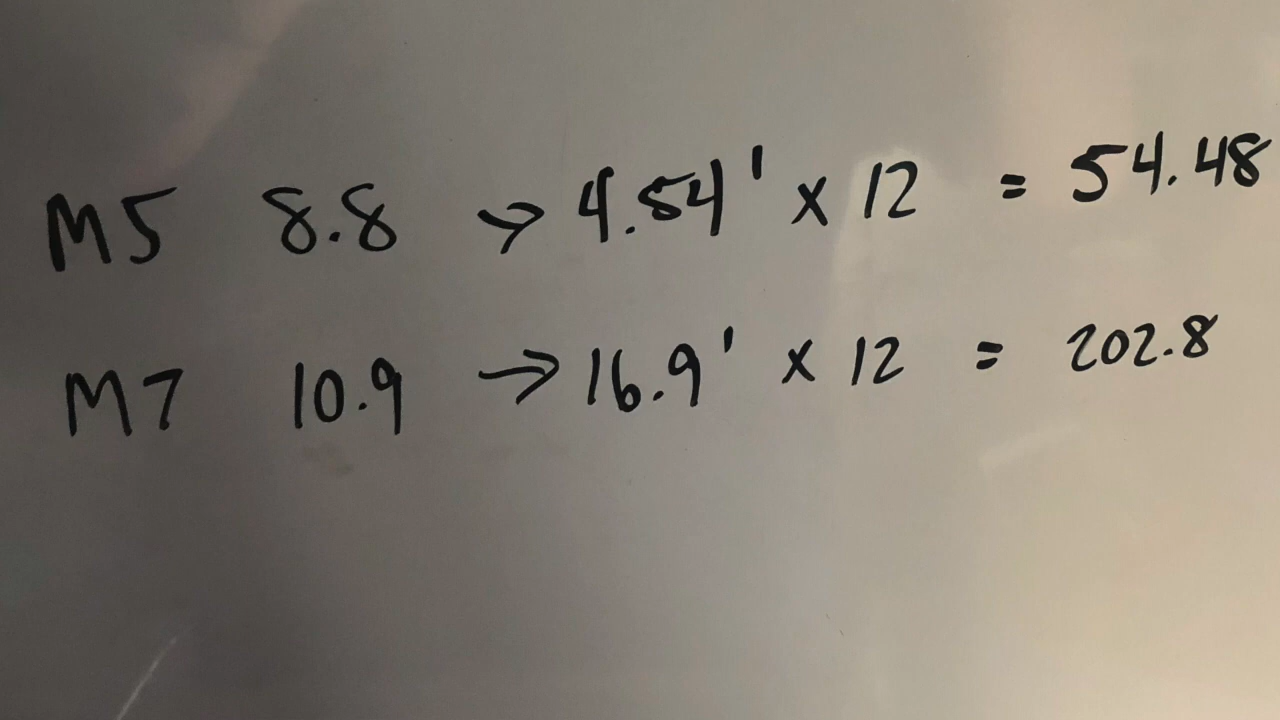 M5 8.8 → 4.54' x 12 = 54.48
M7 10.9 → 16.9' x 12 = 202.8